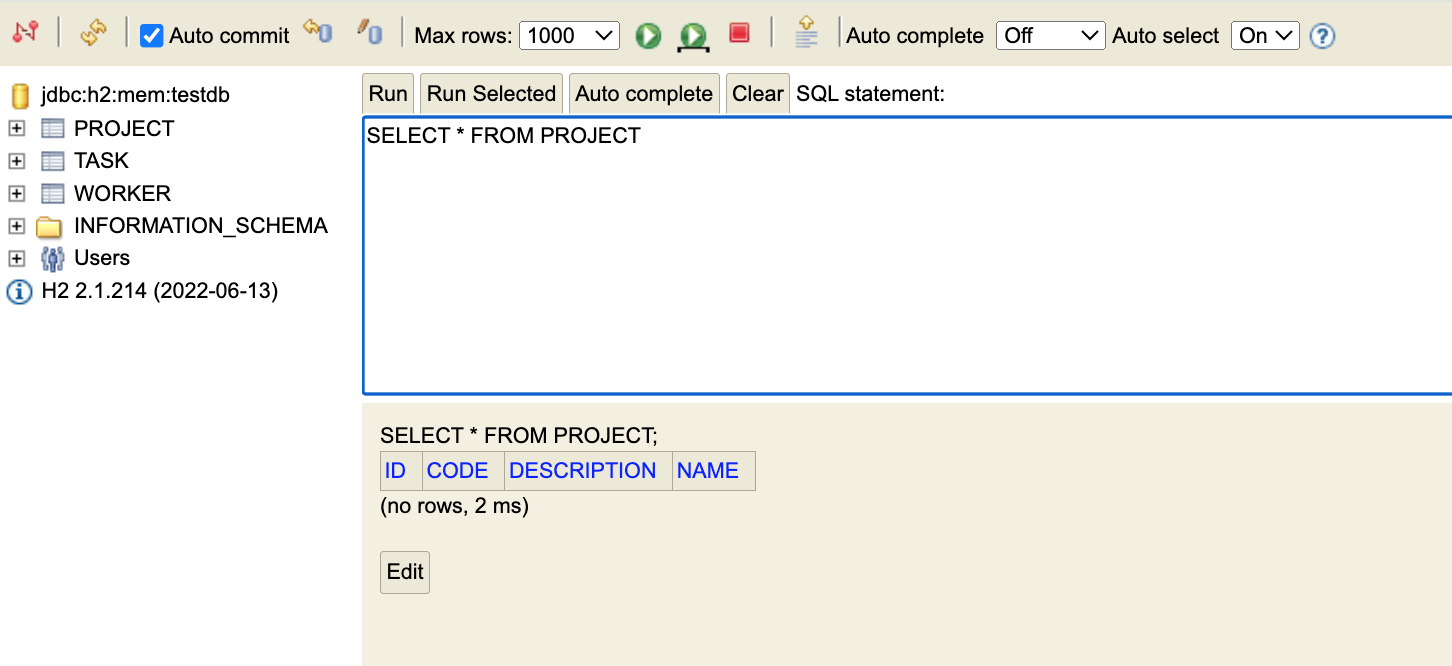 Auto commit Max rows: 1000 Auto complete Off Auto select On ?
jdbc:h2:mem:testdb
PROJECT
TASK
WORKER
INFORMATION_SCHEMA
Users
H2 2.1.214 (2022-06-13)
Run Run Selected Auto complete Clear SQL statement:
SELECT * FROM PROJECT
SELECT * FROM PROJECT;
ID CODE DESCRIPTION NAME
(no rows, 2 ms)
Edit